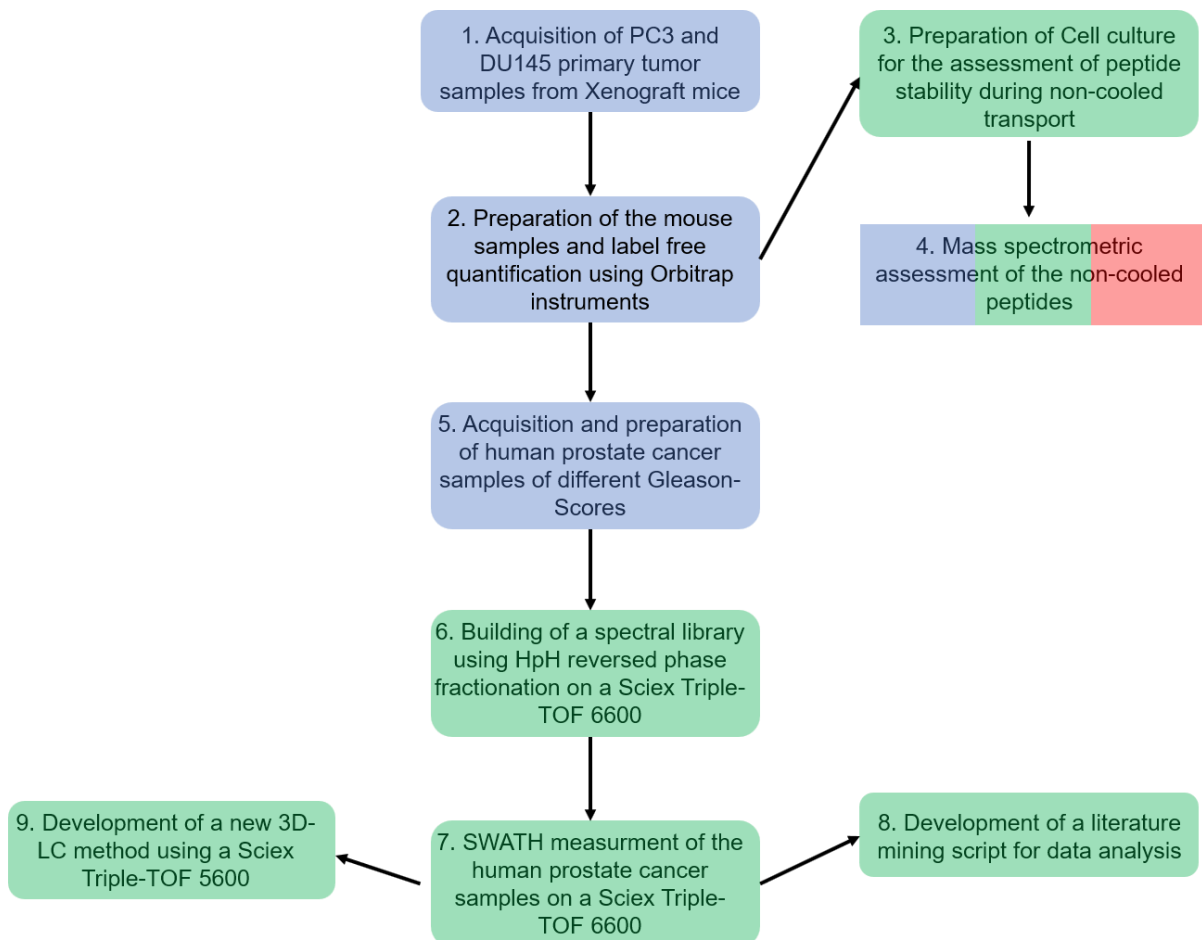 1. Acquisition of PC3 and
DU145 primary tumor
samples from Xenograft mice
2. Preparation of the mouse
samples and label free
quantification using Orbitrap
instruments
3. Preparation of Cell culture
for the assessment of peptide
stability during non-cooled
transport
4. Mass spectrometric
assessment of the non-cooled
peptides
5. Acquisition and preparation
of human prostate cancer
samples of different Gleason-
Scores
6. Building of a spectral library
using HpH reversed phase
fractionation on a Sciex Triple-
TOF 6600
7. SWATH measurment of the
human prostate cancer
samples on a Sciex Triple-
TOF 6600
8. Development of a literature
mining script for data analysis
9. Development of a new 3D-
LC method using a Sciex
Triple-TOF 5600